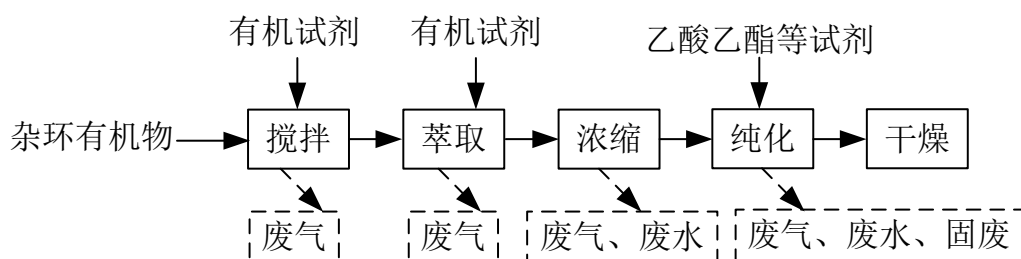 有机试剂
有机试剂
乙酸乙酯等试剂
杂环有机物
搅拌
萃取
浓缩
纯化
干燥
废气
废气
废气、废水
废气、废水、固废